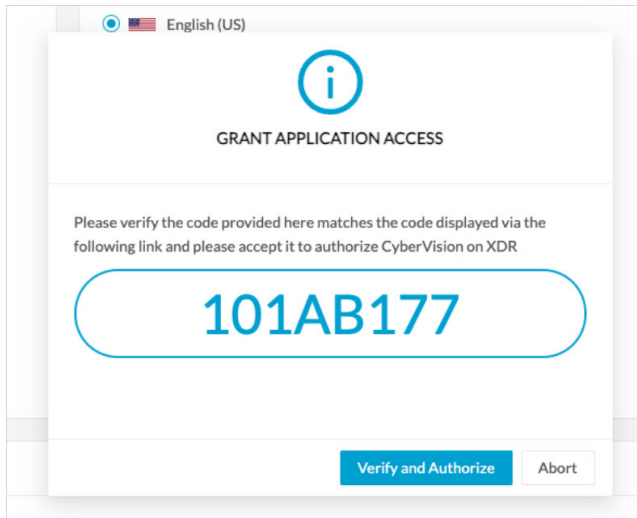 English (US)
i
GRANT APPLICATION ACCESS
Please verify the code provided here matches the code displayed via the
following link and please accept it to authorize CyberVision on XDR
101AB177
Verify and Authorize
Abort